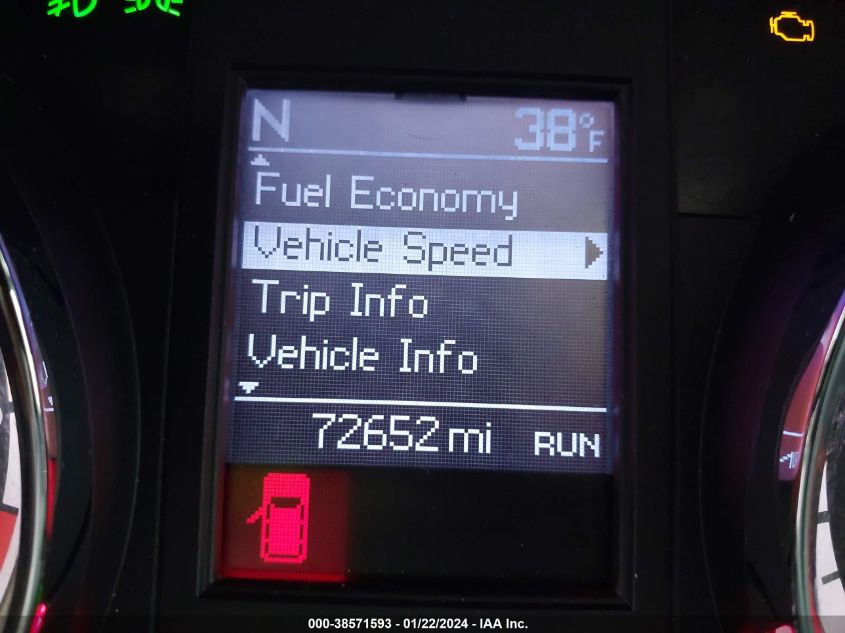 N 38°F
Fuel Economy
Vehicle Speed
Trip Info
Vehicle Info
72652 mi RUN
000-38571593 - 01/22/2024 - IAA Inc.